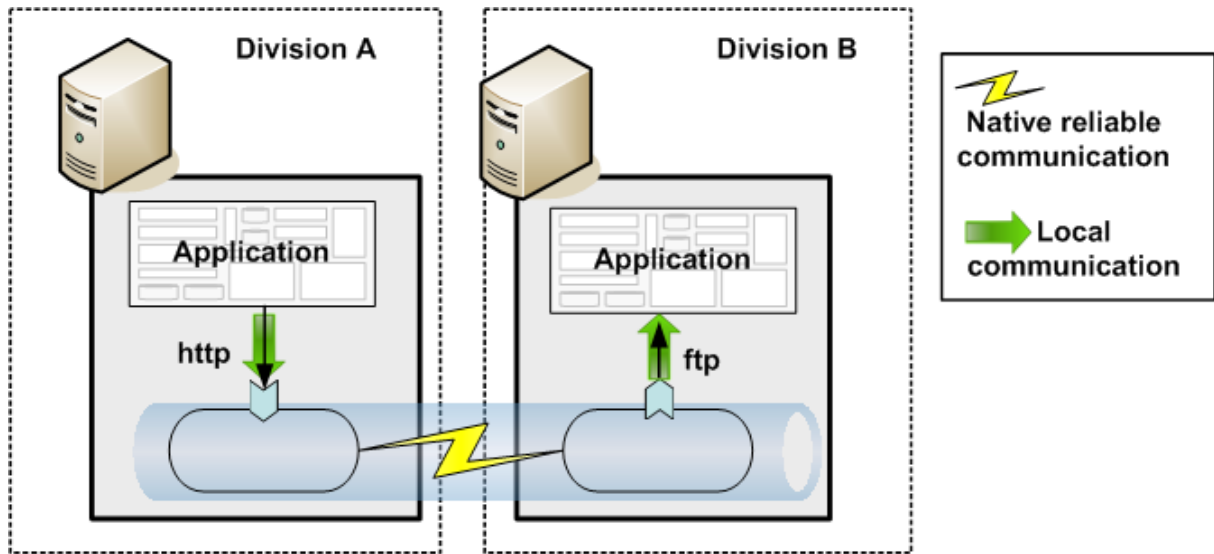 Division A
Application
http
Division B
Application
ftp
Native reliable
communication
Local
communication